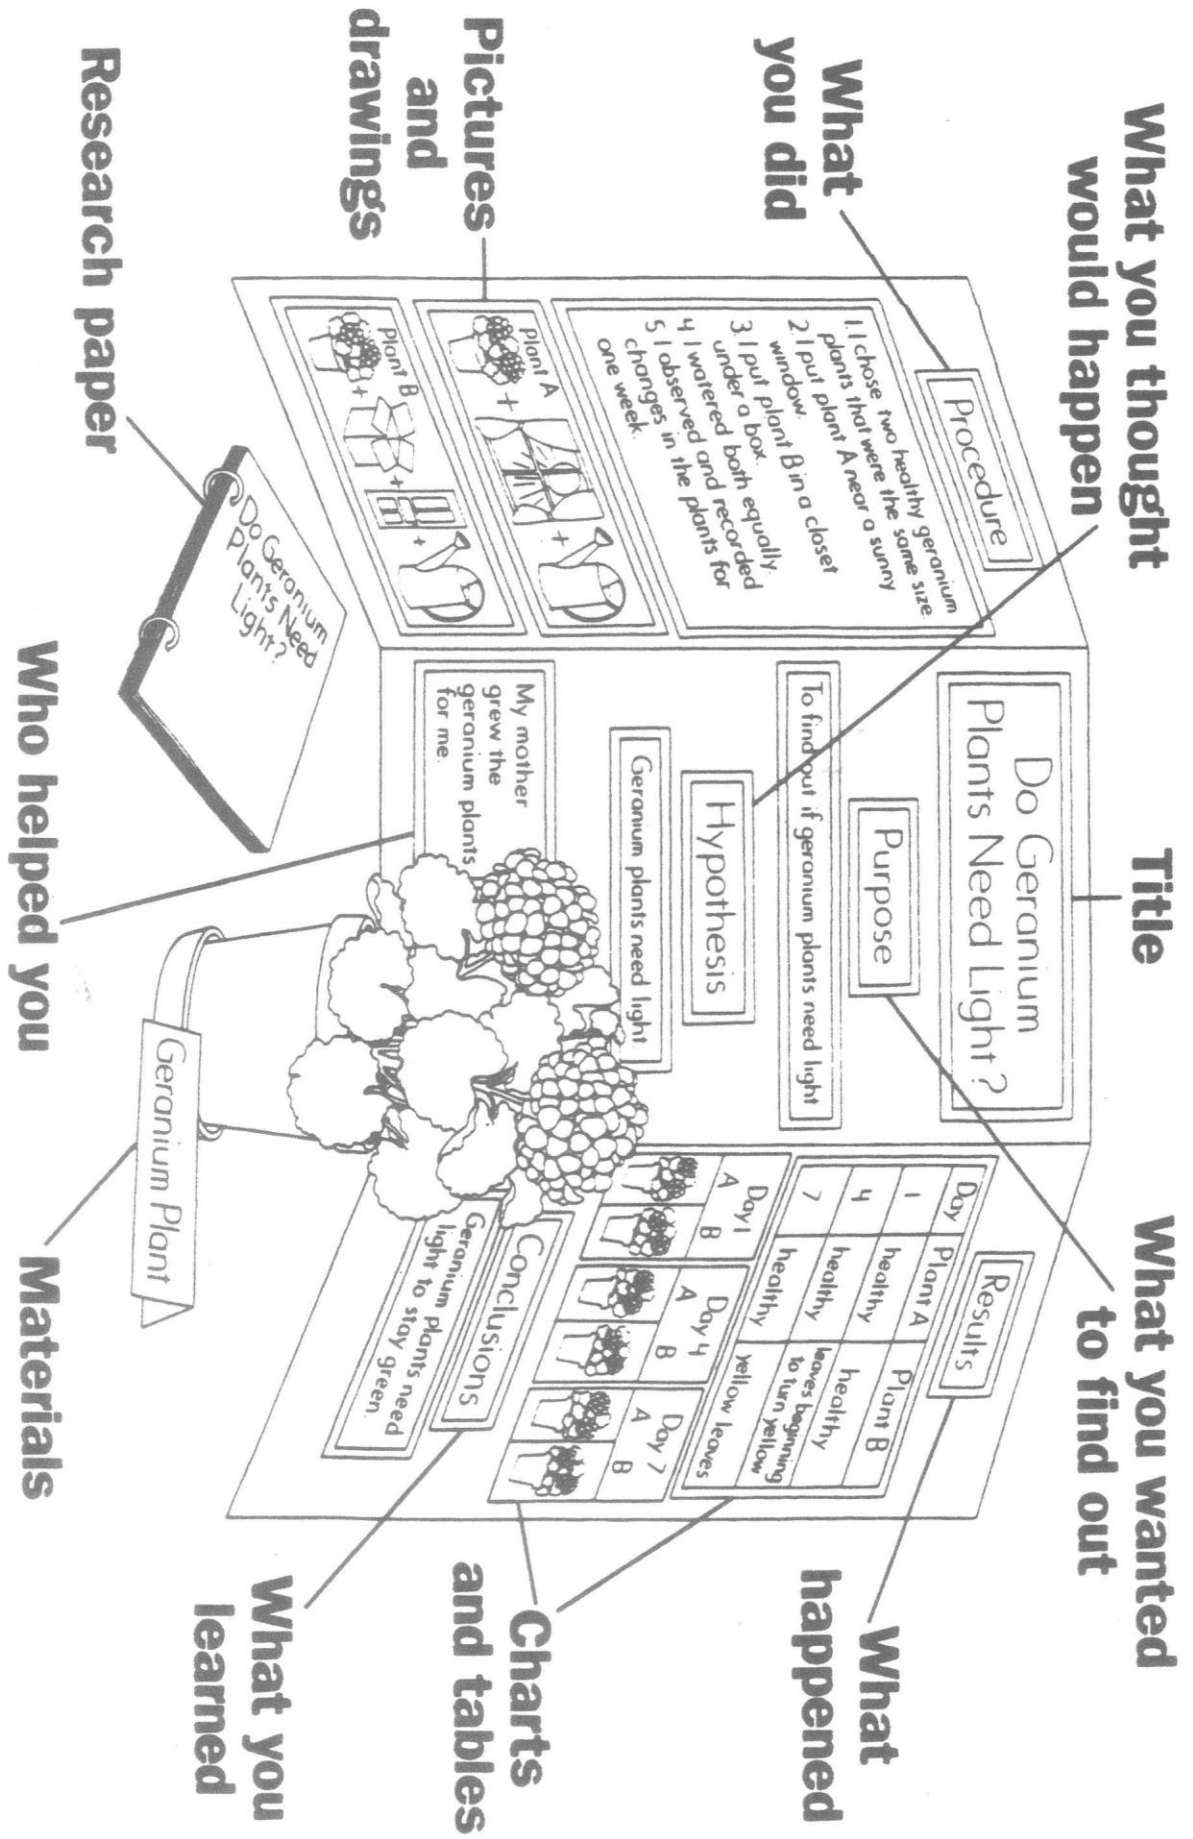 What you thought
would happen
Title
What you wanted
to find out
What
you did
What
happened
Pictures
and
drawings
Charts
and tables
Research paper
Who helped you
Materials
What you
learned
Procedure
1. I chose two healthy geranium
plants that were the same size
2. I put plant A near a sunny
window.
3. I put plant B in a closet
under a box.
4 I watered both equally.
5 I observed and recorded
changes in the plants for
one week.
Plant A
+
+
Plant B
+
+
+
Do Geranium
Plants Need
Light?
Do Geranium
Plants Need Light?
Purpose
To find out if geranium plants need light
Hypothesis
Geranium plants need light
My mother
grew the
geranium plants
for me.
Geranium Plant
Results
Day Plant A Plant B
1 healthy healthy
4 healthy leaves beginning
to turn yellow
7 healthy yellow leaves
Day 1
A B
Day 4
A B
Day 7
A B
Conclusions
Geranium plants need
light to stay green.